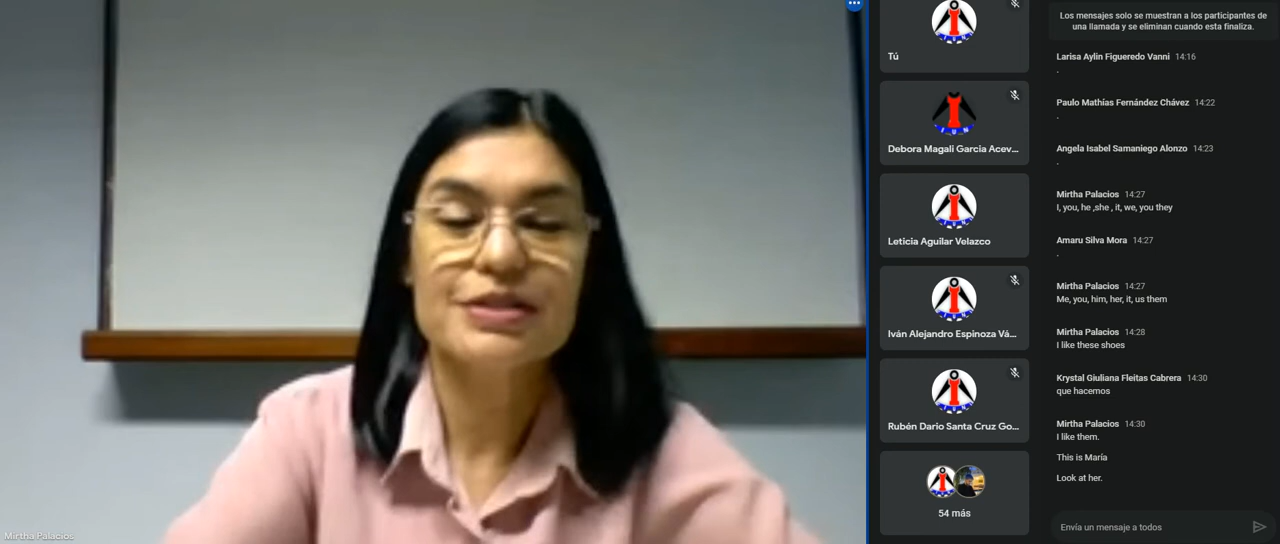 Mirtha Palacios
Tú
Debora Magali Garcia Acev...
Leticia Aguilar Velazco
Iván Alejandro Espinoza Vá...
Rubén Dario Santa Cruz Go...
54 más
Los mensajes solo se muestran a los participantes de
una llamada y se eliminan cuando esta finaliza.
Larisa Aylin Figueredo Vanni 14:16
.
Paulo Mathías Fernández Chávez 14:22
.
Angela Isabel Samaniego Alonzo 14:23
.
Mirtha Palacios 14:27
I, you, he ,she , it, we, you they
Amaru Silva Mora 14:27
.
Mirtha Palacios 14:27
Me, you, him, her, it, us them
Mirtha Palacios 14:28
I like these shoes
Krystal Giuliana Fleitas Cabrera 14:30
que hacemos
Mirtha Palacios 14:30
I like them.
This is María
Look at her.
Envía un mensaje a todos